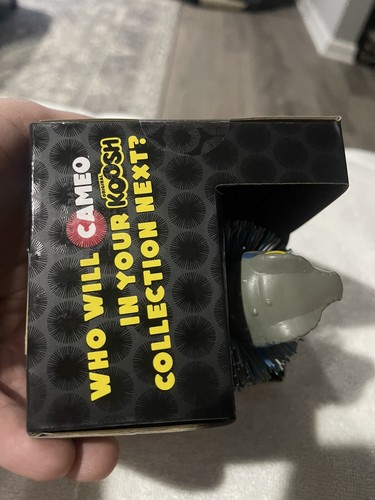 WHO WILL CAMEO
IN YOUR KOOSH
COLLECTION NEXT?